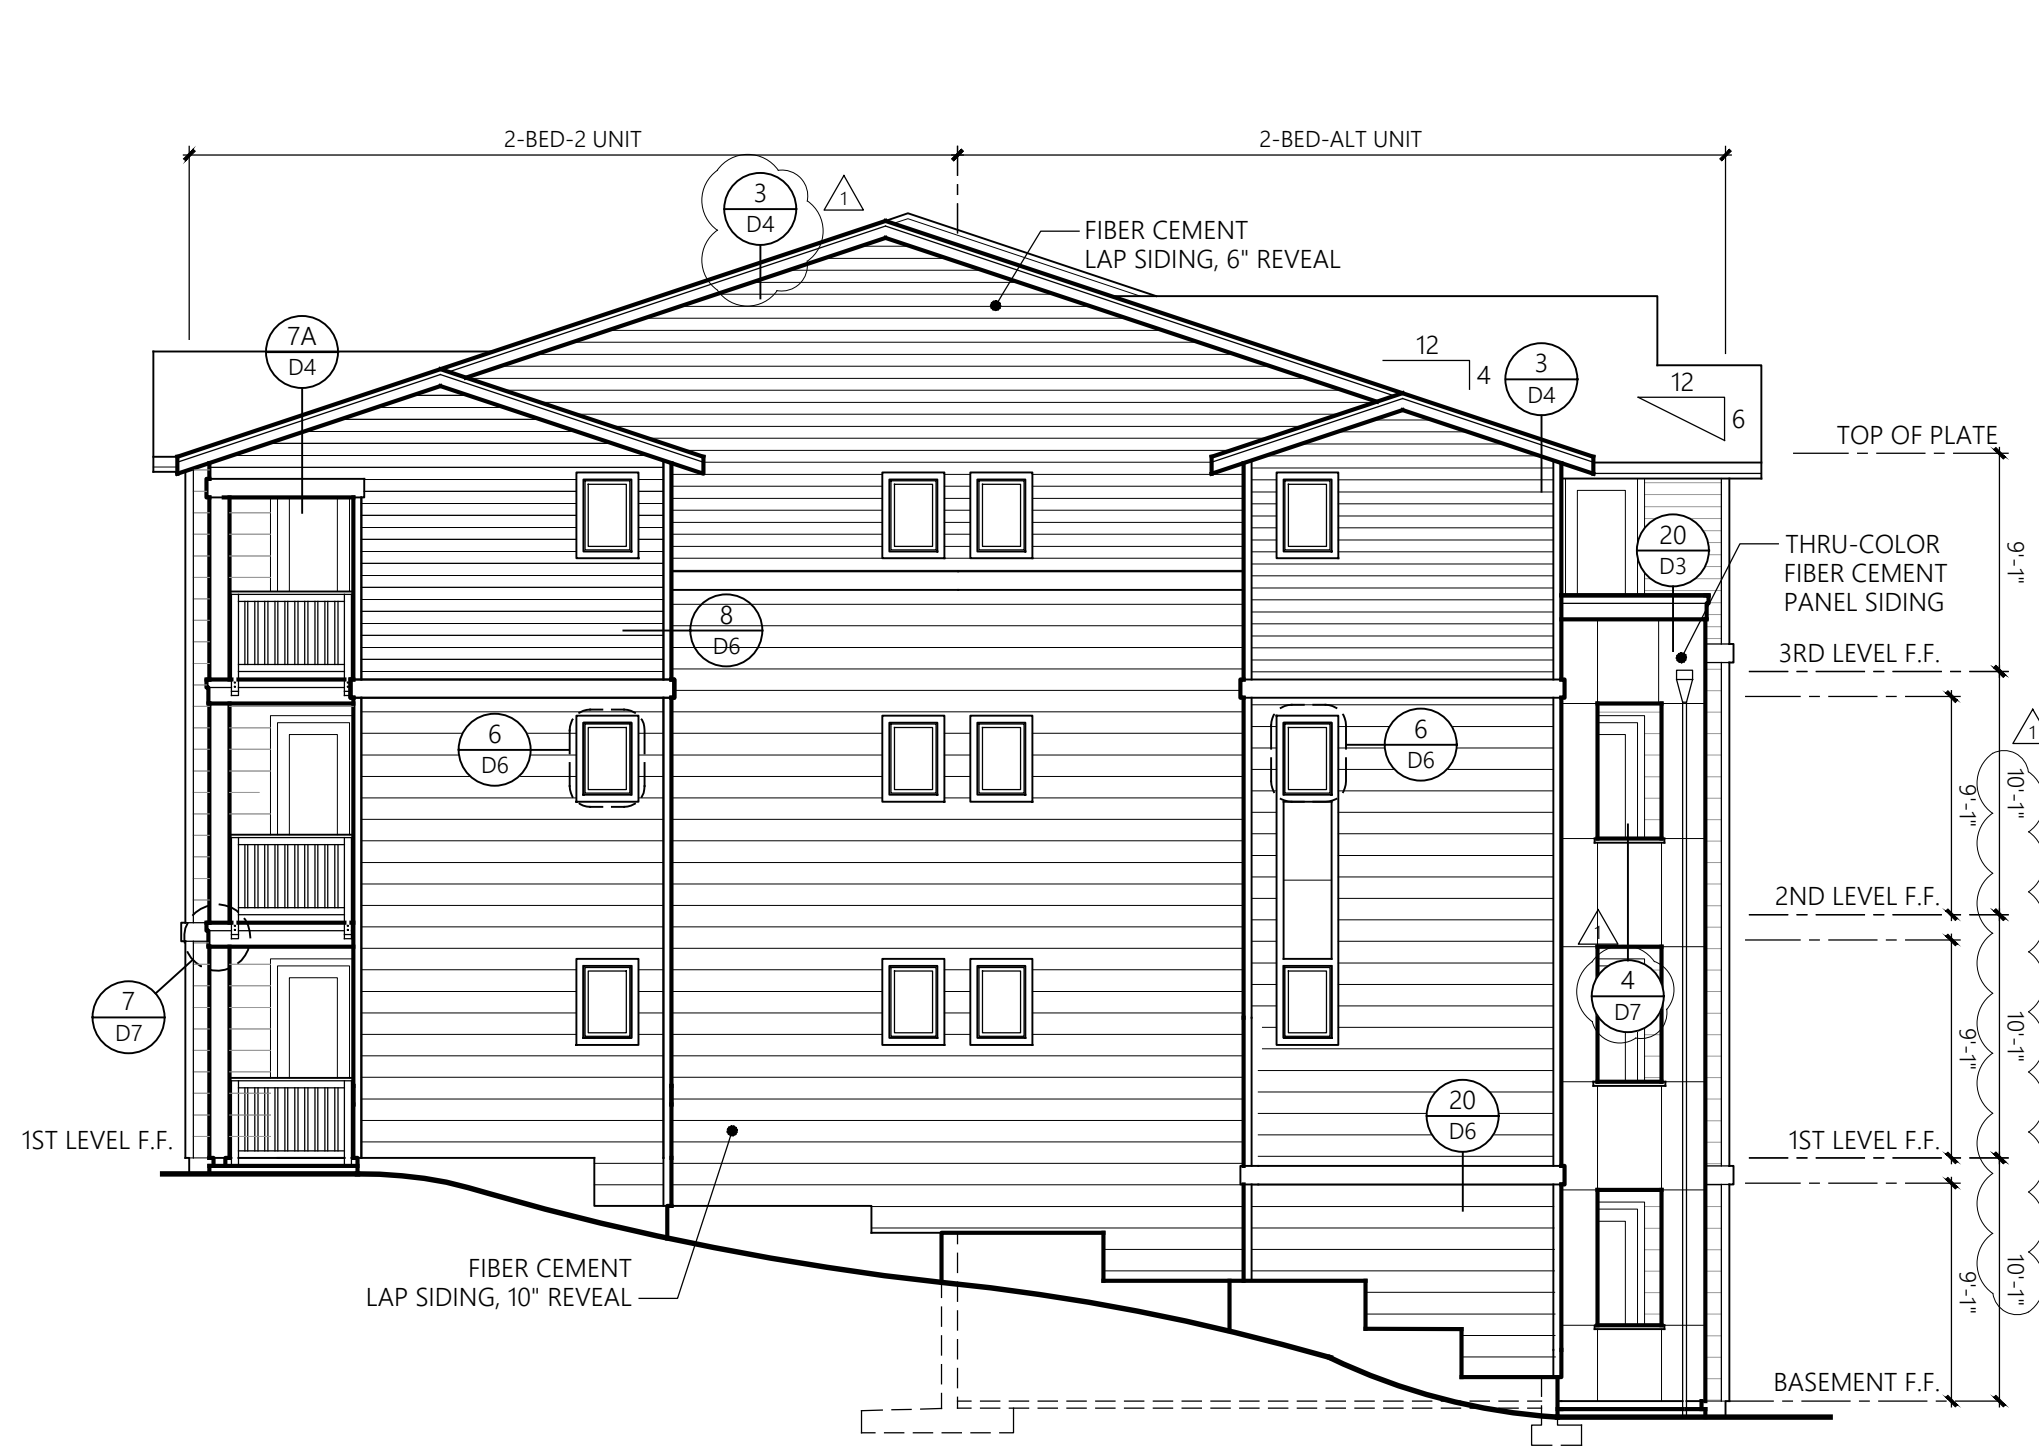 2-BED-2 UNIT
2-BED-ALT UNIT
3
D4
1
FIBER CEMENT
LAP SIDING, 6" REVEAL
7A
D4
12
4
3
D4
12
6
TOP OF PLATE
20
D3
THRU-COLOR
FIBER CEMENT
PANEL SIDING
9'-1"
8
D6
3RD LEVEL F.F.
6
D6
6
D6
1
9'-1"
10'-1"
2ND LEVEL F.F.
1
4
D7
7
D7
9'-1"
10'-1"
20
D6
1ST LEVEL F.F.
1ST LEVEL F.F.
FIBER CEMENT
LAP SIDING, 10" REVEAL
9'-1"
10'-1"
BASEMENT F.F.